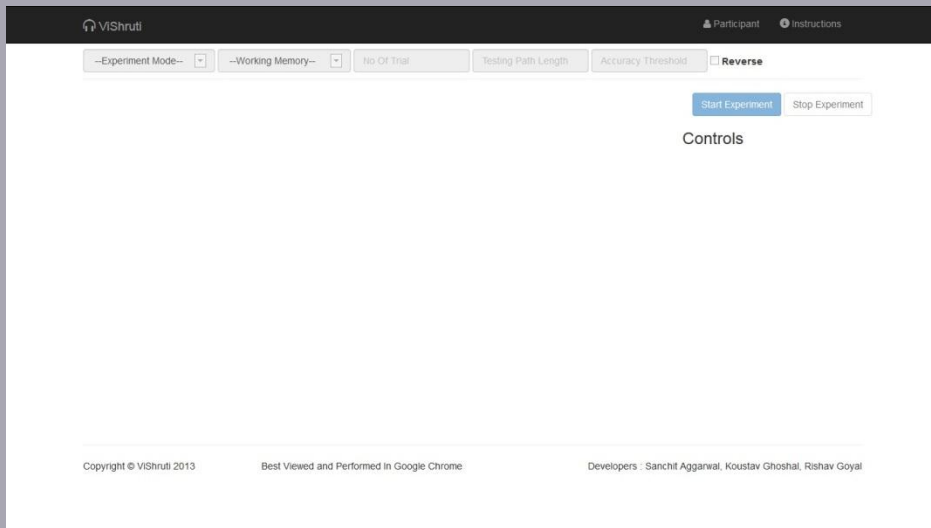 ViShruti Participant Instructions
--Experiment Mode-- --Working Memory-- No Of Trial Testing Path Length Accuracy Threshold Reverse
Start Experiment Stop Experiment
Controls
Copyright © ViShruti 2013 Best Viewed and Performed In Google Chrome Developers : Sanchit Aggarwal, Koustav Ghoshal, Rishav Goyal